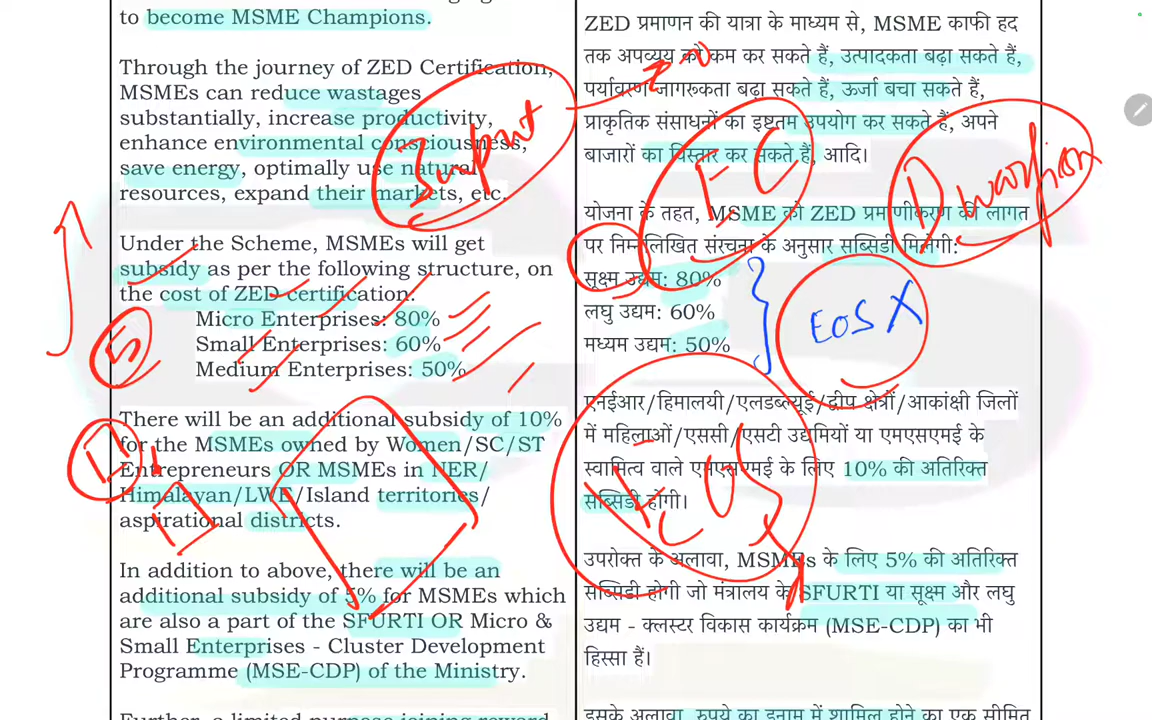 to become MSME Champions.
Through the journey of ZED Certification,
MSMEs can reduce wastages
substantially, increase productivity,
enhance environmental consciousness,
save energy, optimally use natural
resources, expand their markets, etc.
Under the Scheme, MSMEs will get
subsidy as per the following structure, on
the cost of ZED certification.
Micro Enterprises: 80%
Small Enterprises: 60%
Medium Enterprises: 50%
There will be an additional subsidy of 10%
for the MSMEs owned by Women/SC/ST
Entrepreneurs OR MSMEs in NER/
Himalayan/LWE/Island territories/
aspirational districts.
In addition to above, there will be an
additional subsidy of 5% for MSMEs which
are also a part of the SFURTI OR Micro &
Small Enterprises - Cluster Development
Programme (MSE-CDP) of the Ministry.
Further, a limited purpose joining reward
ZED प्रमाणन की यात्रा के माध्यम से, MSME काफी हद
तक अपव्यय को कम कर सकते हैं, उत्पादकता बढ़ा सकते हैं,
पर्यावरण जागरूकता बढ़ा सकते हैं, ऊर्जा बचा सकते हैं,
प्राकृतिक संसाधनों का इष्टतम उपयोग कर सकते हैं, अपने
बाजारों का विस्तार कर सकते हैं, आदि।
योजना के तहत, MSME को ZED प्रमाणीकरण की लागत
पर निम्नलिखित संरचना के अनुसार सब्सिडी मिलेगी:
सूक्ष्म उद्यम: 80%
लघु उद्यम: 60%
मध्यम उद्यम: 50%
एनईआर/हिमालयी/एलडब्ल्यूई/द्वीप क्षेत्रों/आकांक्षी जिलों
में महिलाओं/एससी/एसटी उद्यमियों या एमएसएमई के
स्वामित्व वाले एमएसएमई के लिए 10% की अतिरिक्त
सब्सिडी होगी।
उपरोक्त के अलावा, MSMEs के लिए 5% की अतिरिक्त
सब्सिडी होगी जो मंत्रालय के SFURTI या सूक्ष्म और लघु
उद्यम - क्लस्टर विकास कार्यक्रम (MSE-CDP) का भी
हिस्सा हैं।
इसके अलावा, रुपये का इनाम में शामिल होने का एक सीमित
EOS X